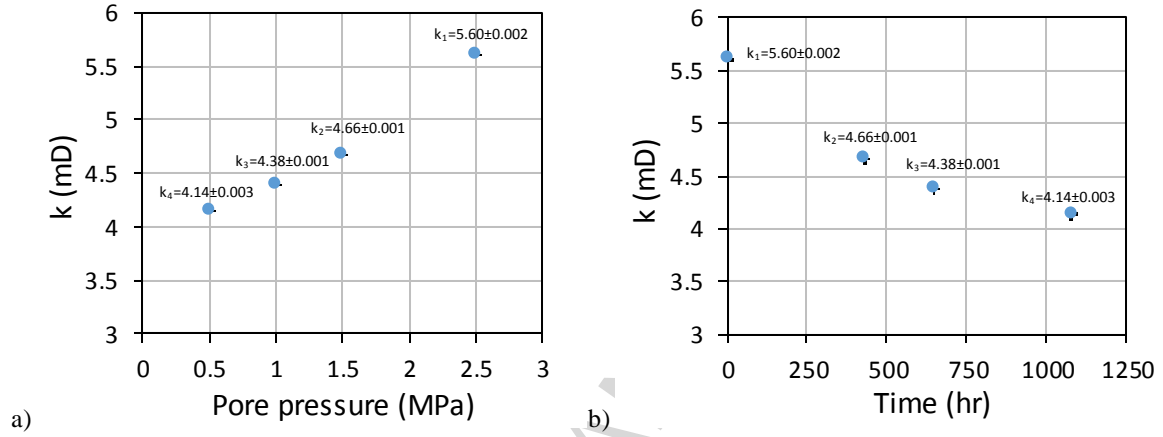 6
5.5
5
4.5
4
3.5
3
k (mD)
k₁=5.60±0.002
k₂=4.66±0.001
k₃=4.38±0.001
k₄=4.14±0.003
0 0.5 1 1.5 2 2.5 3
Pore pressure (MPa)
a)
6
5.5
5
4.5
4
3.5
3
k (mD)
k₁=5.60±0.002
k₂=4.66±0.001
k₃=4.38±0.001
k₄=4.14±0.003
0 250 500 750 1000 1250
Time (hr)
b)